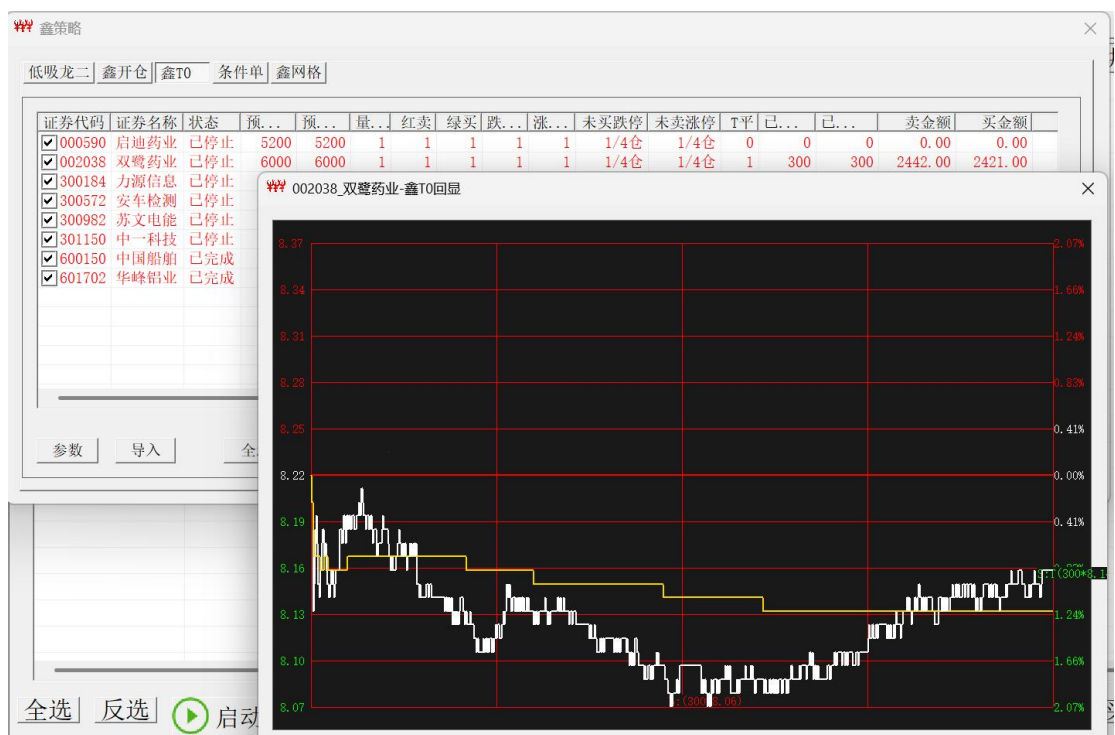 鑫策略
低吸龙二 鑫开仓 鑫T0 条件单 鑫网格
证券代码 证券名称 状态 预... 预... 量... 红卖 绿买 跌... 涨... 未买跌停 未卖涨停 T平 已... 已... 卖金额 买金额
000590 启迪药业 已停止 5200 5200 1 1 1 1 1 1/4仓 1/4仓 0 0 0 0.00 0.00
002038 双鹭药业 已停止 6000 6000 1 1 1 1 1 1/4仓 1/4仓 1 300 300 2442.00 2421.00
300184 力源信息 已停止
300572 安车检测 已停止
300982 苏文电能 已停止
301150 中一科技 已停止
600150 中国船舶 已完成
601702 华峰铝业 已完成
参数 导入 全
002038_双鹭药业-鑫T0回显
8.37 2.07%
8.34 1.66%
8.31 1.24%
8.28 0.83%
8.25 0.41%
8.22 0.00%
8.19 0.41%
8.16
S:1(300*8.1
8.13 1.24%
8.10 1.66%
:(300*8.06)
8.07 2.07%
全选 反选 启动